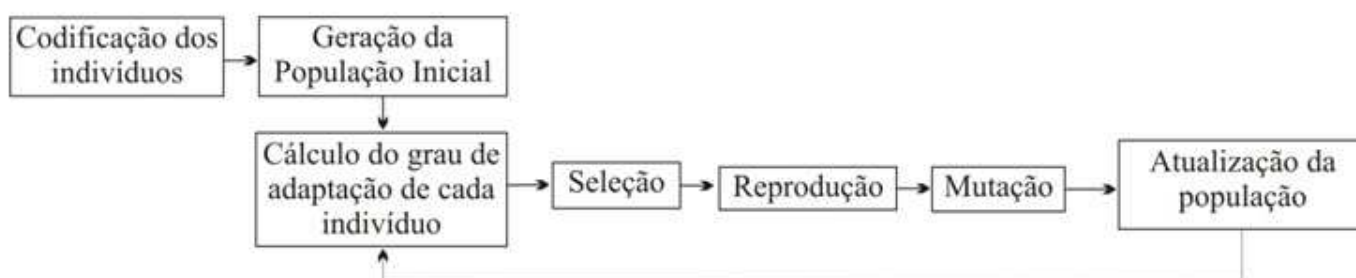 Codificação dos
indivíduos
Geração da
População Inicial
Cálculo do grau de
adaptação de cada
indivíduo
Seleção
Reprodução
Mutação
Atualização da
população